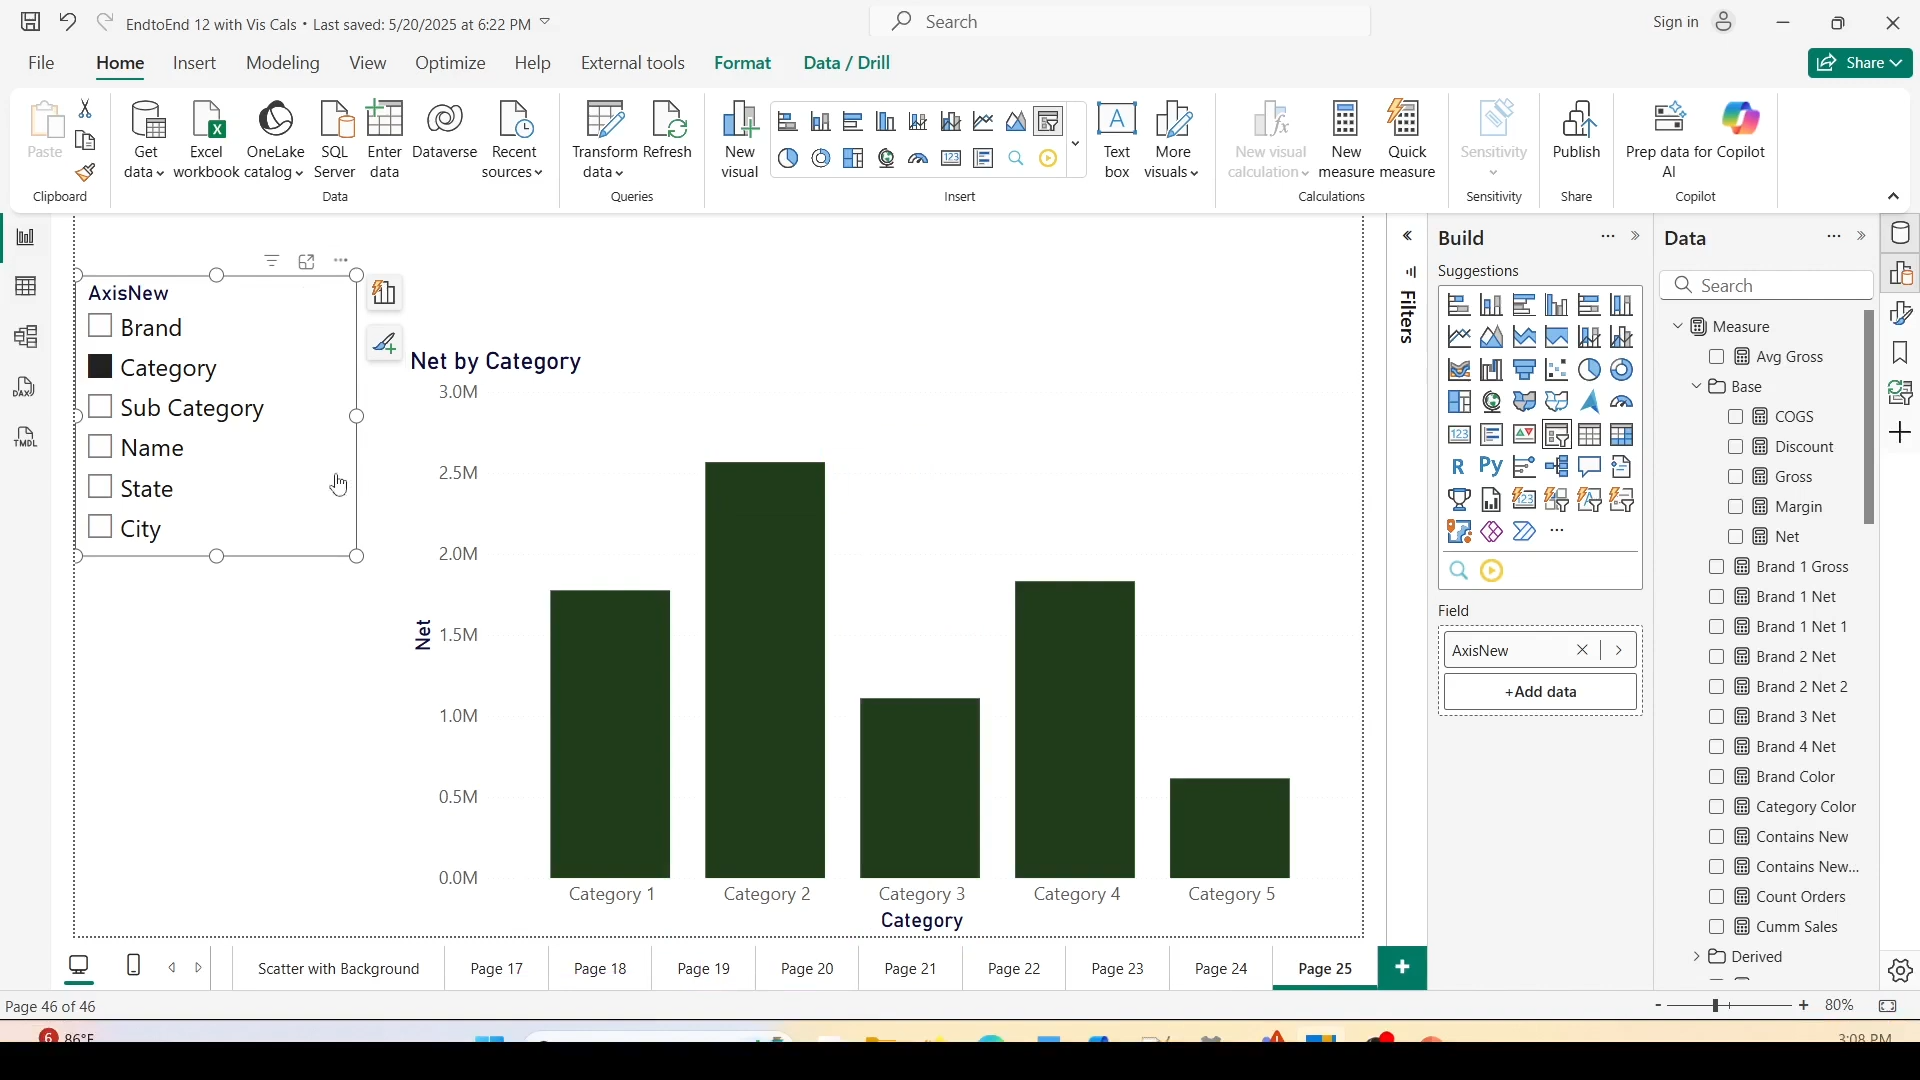 EndtoEnd 12 with Vis Cals • Last saved: 5/20/2025 at 6:22 PM
Search
Sign in
File
Home
Insert
Modeling
View
Optimize
Help
External tools
Format
Data / Drill
Share
Paste
Get data
Excel workbook
OneLake catalog
SQL Server
Enter data
Dataverse
Recent sources
Transform data
Refresh
New visual
Text box
More visuals
New visual calculation
New measure
Quick measure
Sensitivity
Publish
Prep data for AI
Copilot
Clipboard
Data
Queries
Insert
Calculations
Sensitivity
Share
Copilot
AxisNew
Brand
Category
Sub Category
Name
State
City
Net by Category
3.0M
2.5M
2.0M
1.5M
1.0M
0.5M
0.0M
Net
Category 1
Category 2
Category 3
Category 4
Category 5
Category
Filters
Build
Suggestions
123
R
Py
Field
AxisNew
+Add data
Data
Search
Measure
Avg Gross
Base
COGS
Discount
Gross
Margin
Net
Brand 1 Gross
Brand 1 Net
Brand 1 Net 1
Brand 2 Net
Brand 2 Net 2
Brand 3 Net
Brand 4 Net
Brand Color
Category Color
Contains New
Contains New...
Count Orders
Cumm Sales
Derived
DAX
TMDL
Scatter with Background
Page 17
Page 18
Page 19
Page 20
Page 21
Page 22
Page 23
Page 24
Page 25
Page 46 of 46
80%
6
86°F
3:08 PM